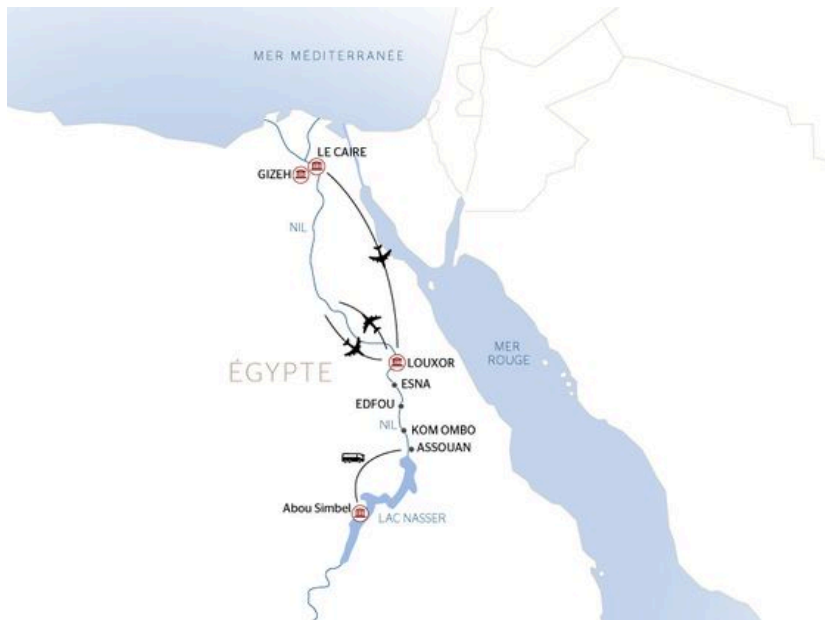 MER MÉDITERRANÉE
LE CAIRE
GIZEH
NIL
MER
ROUGE
LOUXOR
ÉGYPTE
ESNA
EDFOU
NIL
KOM OMBO
ASSOUAN
Abou Simbel
LAC NASSER